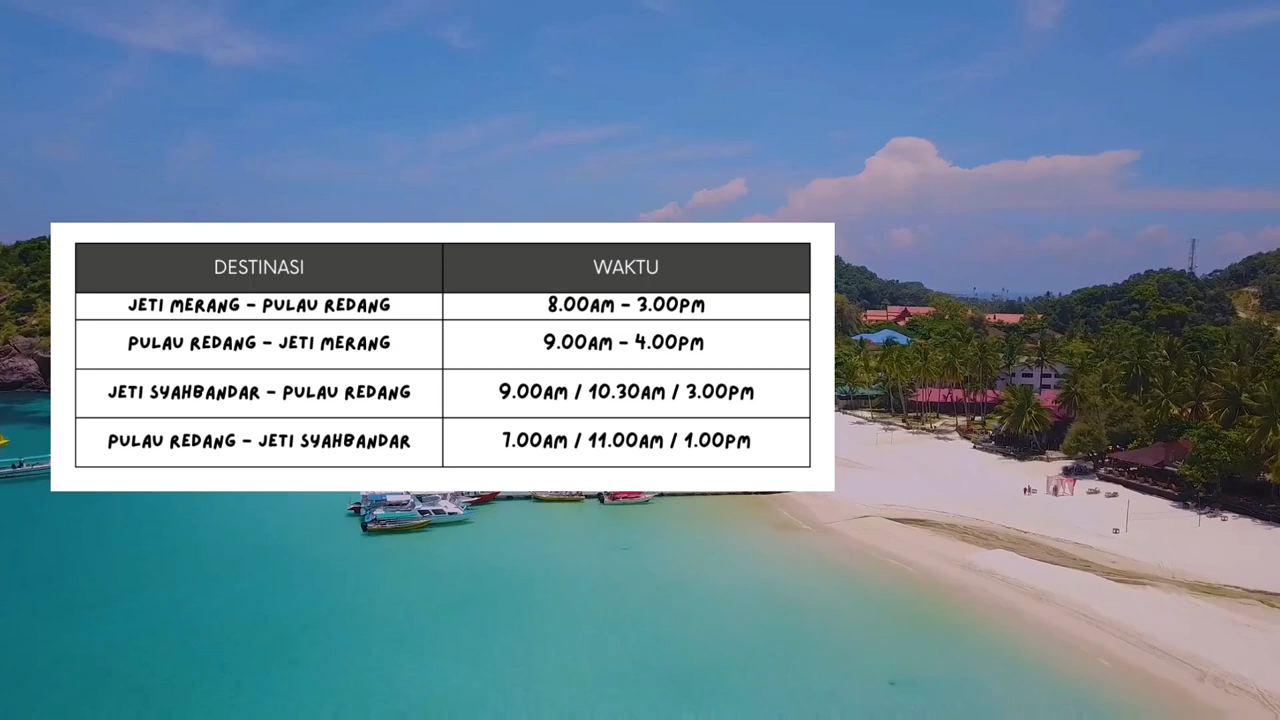 DESTINASI WAKTU
JETI MERANG - PULAU REDANG 8.00AM - 3.00PM
PULAU REDANG - JETI MERANG 9.00AM - 4.00PM
JETI SYAHBANDAR - PULAU REDANG 9.00AM / 10.30AM / 3.00PM
PULAU REDANG - JETI SYAHBANDAR 7.00AM / 11.00AM / 1.00PM